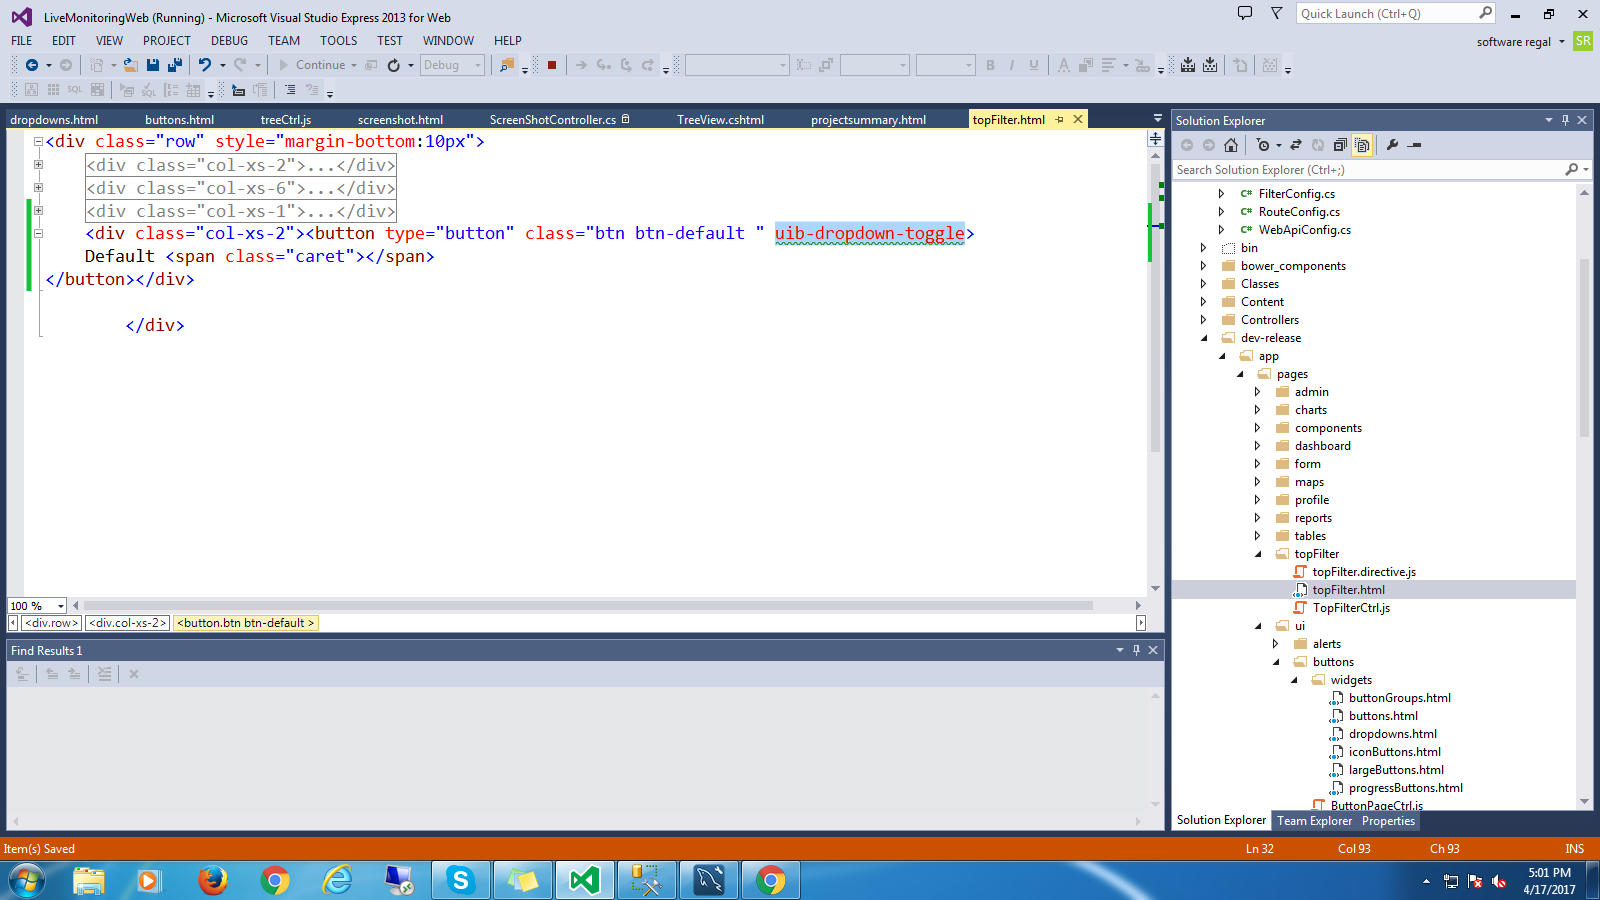 LiveMonitoringWeb (Running) - Microsoft Visual Studio Express 2013 for Web
Quick Launch (Ctrl+Q)
FILE EDIT VIEW PROJECT DEBUG TEAM TOOLS TEST WINDOW HELP
software regal
SR
Continue
Debug
B I U A
SQL SQL
dropdowns.html buttons.html treeCtrl.js screenshot.html ScreenShotController.cs TreeView.cshtml projectsummary.html topFilter.html
<div class="row" style="margin-bottom:10px">
<div class="col-xs-2">...</div>
<div class="col-xs-6">...</div>
<div class="col-xs-1">...</div>
<div class="col-xs-2"><button type="button" class="btn btn-default " uib-dropdown-toggle>
Default <span class="caret"></span>
</button></div>
</div>
100 %
<div.row> <div.col-xs-2> <button.btn btn-default >
Find Results 1
Solution Explorer
Search Solution Explorer (Ctrl+;)
C# FilterConfig.cs
C# RouteConfig.cs
C# WebApiConfig.cs
bin
bower_components
Classes
Content
Controllers
dev-release
app
pages
admin
charts
components
dashboard
form
maps
profile
reports
tables
topFilter
topFilter.directive.js
topFilter.html
TopFilterCtrl.js
ui
alerts
buttons
widgets
buttonGroups.html
buttons.html
dropdowns.html
iconButtons.html
largeButtons.html
progressButtons.html
ButtonPageCtrl.js
Solution Explorer Team Explorer Properties
Item(s) Saved
Ln 32 Col 93 Ch 93 INS
5:01 PM
4/17/2017